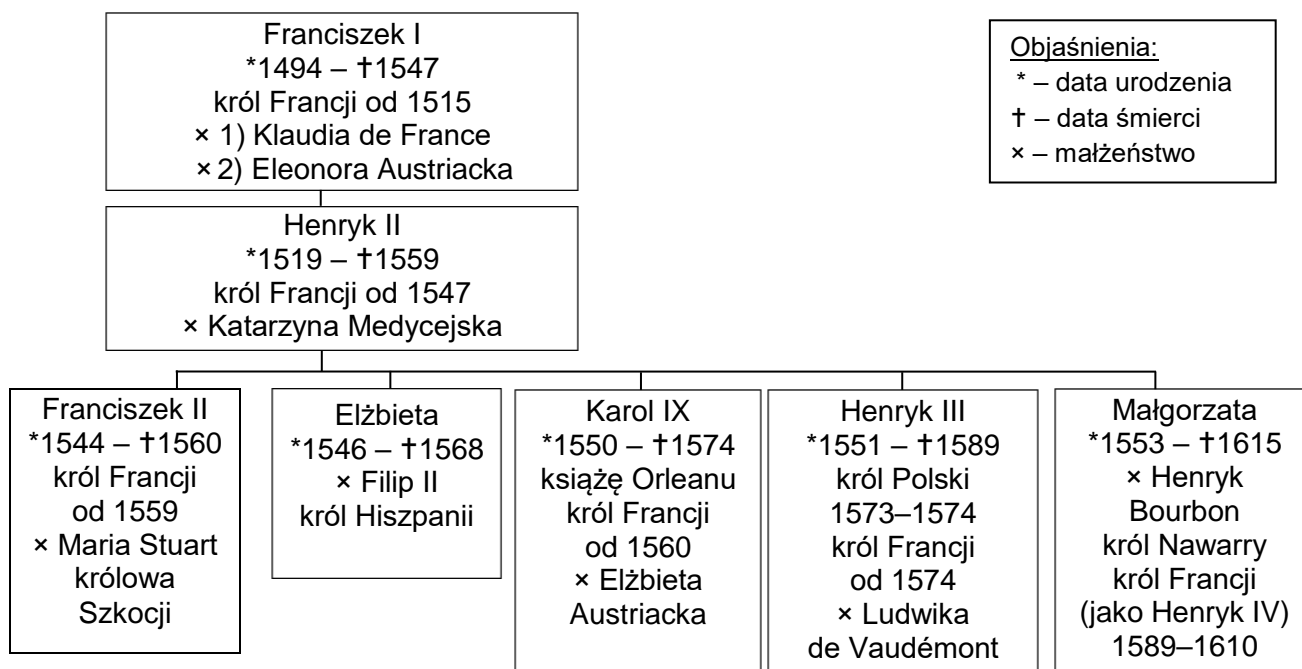 Franciszek I
*1494 – †1547
król Francji od 1515
× 1) Klaudia de France
× 2) Eleonora Austriacka
Objaśnienia:
* – data urodzenia
† – data śmierci
× – małżeństwo
Henryk II
*1519 – †1559
król Francji od 1547
× Katarzyna Medycejska
Franciszek II
*1544 – †1560
król Francji
od 1559
× Maria Stuart
królowa
Szkocji
Elżbieta
*1546 – †1568
× Filip II
król Hiszpanii
Karol IX
*1550 – †1574
książę Orleanu
król Francji
od 1560
× Elżbieta
Austriacka
Henryk III
*1551 – †1589
król Polski
1573–1574
król Francji
od 1574
× Ludwika
de Vaudémont
Małgorzata
*1553 – †1615
× Henryk
Bourbon
król Nawarry
król Francji
(jako Henryk IV)
1589–1610